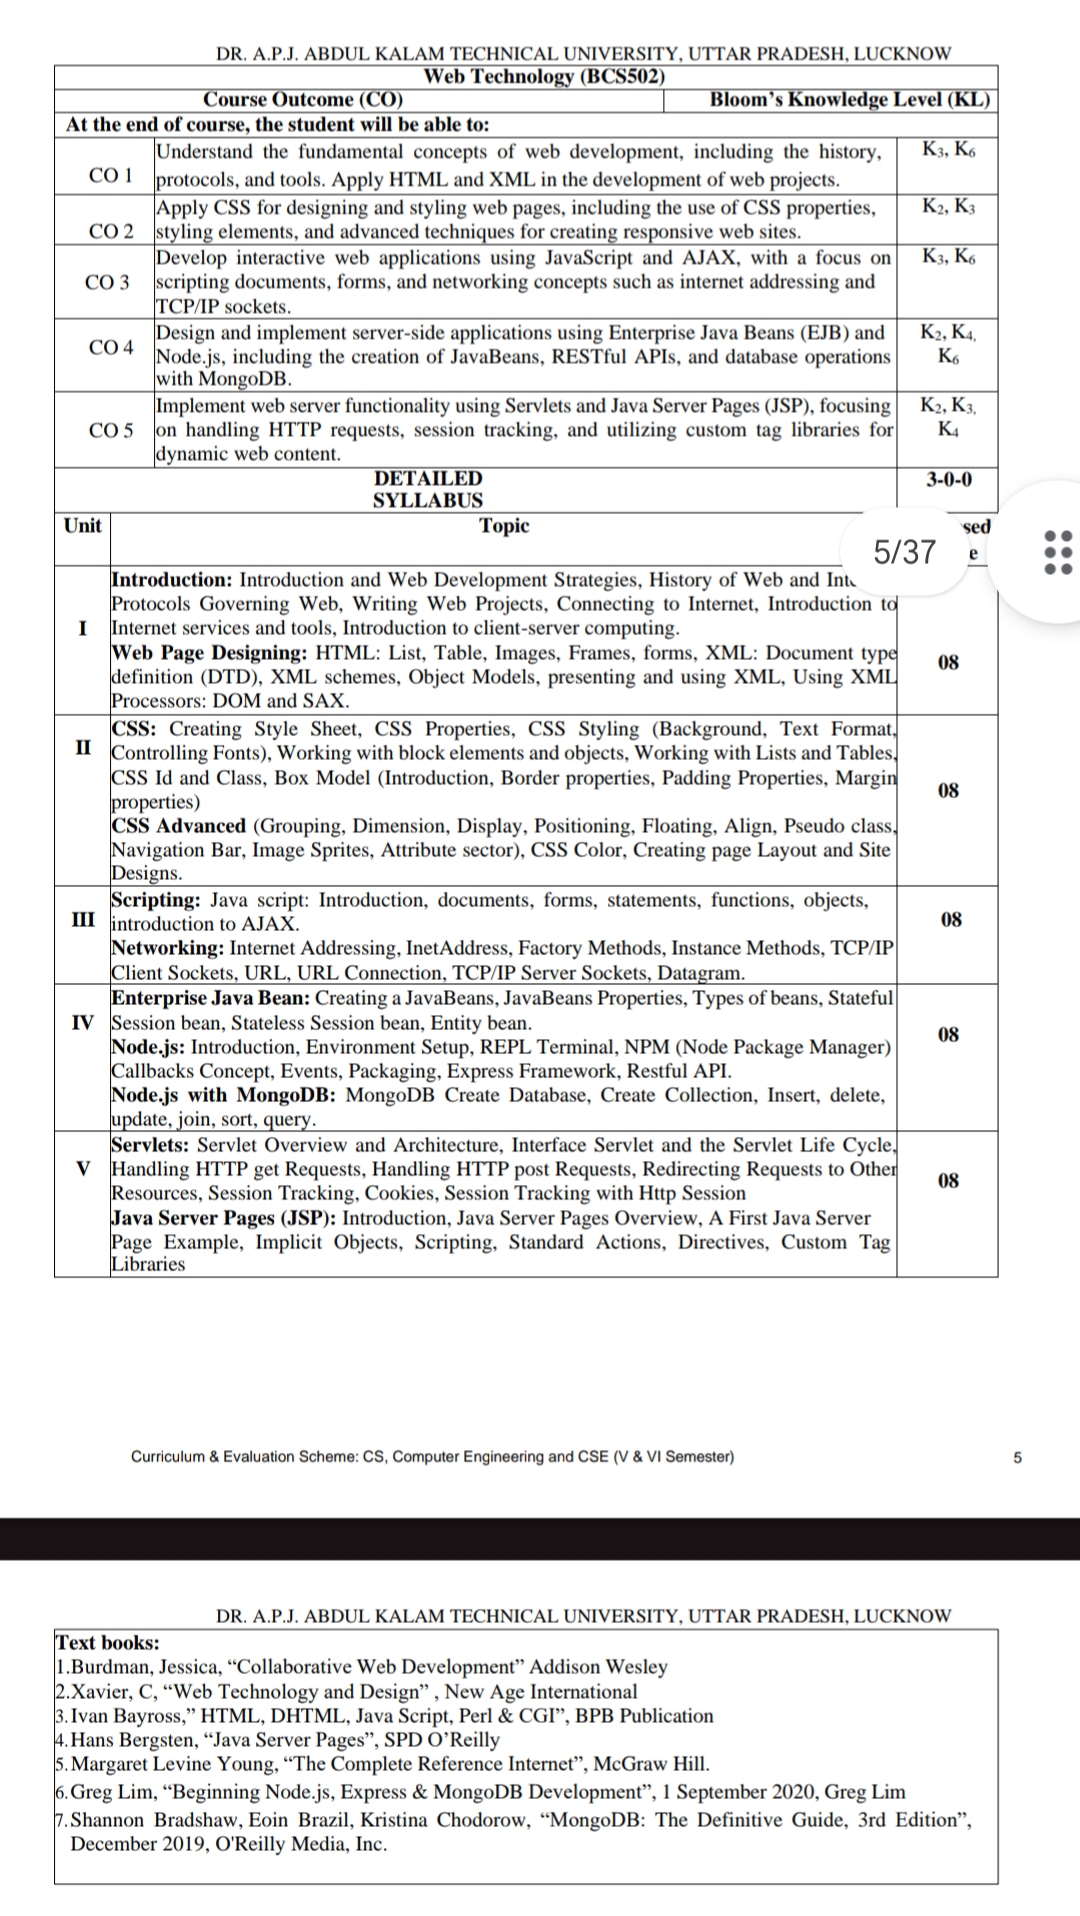 DR. A.P.J. ABDUL KALAM TECHNICAL UNIVERSITY, UTTAR PRADESH, LUCKNOW
Web Technology (BCS502)
Course Outcome (CO) Bloom's Knowledge Level (KL)
At the end of course, the student will be able to:
CO 1 Understand the fundamental concepts of web development, including the history, K3, K6
protocols, and tools. Apply HTML and XML in the development of web projects.
CO 2 Apply CSS for designing and styling web pages, including the use of CSS properties, K2, K3
styling elements, and advanced techniques for creating responsive web sites.
CO 3 Develop interactive web applications using JavaScript and AJAX, with a focus on K3, K6
scripting documents, forms, and networking concepts such as internet addressing and
TCP/IP sockets.
CO 4 Design and implement server-side applications using Enterprise Java Beans (EJB) and K2, K4,
Node.js, including the creation of JavaBeans, RESTful APIs, and database operations K6
with MongoDB.
CO 5 Implement web server functionality using Servlets and Java Server Pages (JSP), focusing K2, K3,
on handling HTTP requests, session tracking, and utilizing custom tag libraries for K4
dynamic web content.
DETAILED 3-0-0
SYLLABUS
Unit Topic
5/37
I Introduction: Introduction and Web Development Strategies, History of Web and
Protocols Governing Web, Writing Web Projects, Connecting to Internet, Introduction to
Internet services and tools, Introduction to client-server computing.
Web Page Designing: HTML: List, Table, Images, Frames, forms, XML: Document type 08
definition (DTD), XML schemes, Object Models, presenting and using XML, Using XML
Processors: DOM and SAX.
II CSS: Creating Style Sheet, CSS Properties, CSS Styling (Background, Text Format,
Controlling Fonts), Working with block elements and objects, Working with Lists and Tables,
CSS Id and Class, Box Model (Introduction, Border properties, Padding Properties, Margin 08
properties)
CSS Advanced (Grouping, Dimension, Display, Positioning, Floating, Align, Pseudo class,
Navigation Bar, Image Sprites, Attribute sector), CSS Color, Creating page Layout and Site
Designs.
III Scripting: Java script: Introduction, documents, forms, statements, functions, objects, 08
introduction to AJAX.
Networking: Internet Addressing, InetAddress, Factory Methods, Instance Methods, TCP/IP
Client Sockets, URL, URL Connection, TCP/IP Server Sockets, Datagram.
IV Enterprise Java Bean: Creating a JavaBeans, JavaBeans Properties, Types of beans, Stateful
Session bean, Stateless Session bean, Entity bean. 08
Node.js: Introduction, Environment Setup, REPL Terminal, NPM (Node Package Manager)
Callbacks Concept, Events, Packaging, Express Framework, Restful API.
Node.js with MongoDB: MongoDB Create Database, Create Collection, Insert, delete,
update, join, sort, query.
V Servlets: Servlet Overview and Architecture, Interface Servlet and the Servlet Life Cycle,
Handling HTTP get Requests, Handling HTTP post Requests, Redirecting Requests to Other 08
Resources, Session Tracking, Cookies, Session Tracking with Http Session
Java Server Pages (JSP): Introduction, Java Server Pages Overview, A First Java Server
Page Example, Implicit Objects, Scripting, Standard Actions, Directives, Custom Tag
Libraries
Curriculum & Evaluation Scheme: CS, Computer Engineering and CSE (V & VI Semester) 5
DR. A.P.J. ABDUL KALAM TECHNICAL UNIVERSITY, UTTAR PRADESH, LUCKNOW
Text books:
1.Burdman, Jessica, “Collaborative Web Development” Addison Wesley
2.Xavier, C, “Web Technology and Design” , New Age International
3.Ivan Bayross,” HTML, DHTML, Java Script, Perl & CGI”, BPB Publication
4.Hans Bergsten, “Java Server Pages”, SPD O’Reilly
5.Margaret Levine Young, “The Complete Reference Internet”, McGraw Hill.
6.Greg Lim, “Beginning Node.js, Express & MongoDB Development”, 1 September 2020, Greg Lim
7.Shannon Bradshaw, Eoin Brazil, Kristina Chodorow, “MongoDB: The Definitive Guide, 3rd Edition”,
December 2019, O'Reilly Media, Inc.